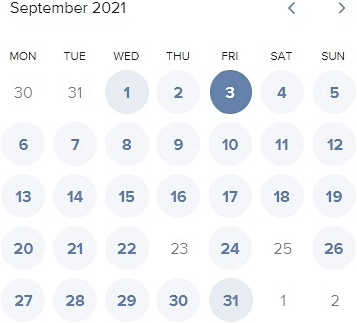 September 2021
MON TUE WED THU FRI SAT SUN
30 31 1 2 3 4 5
6 7 8 9 10 11 12
13 14 15 16 17 18 19
20 21 22 23 24 25 26
27 28 29 30 31 1 2